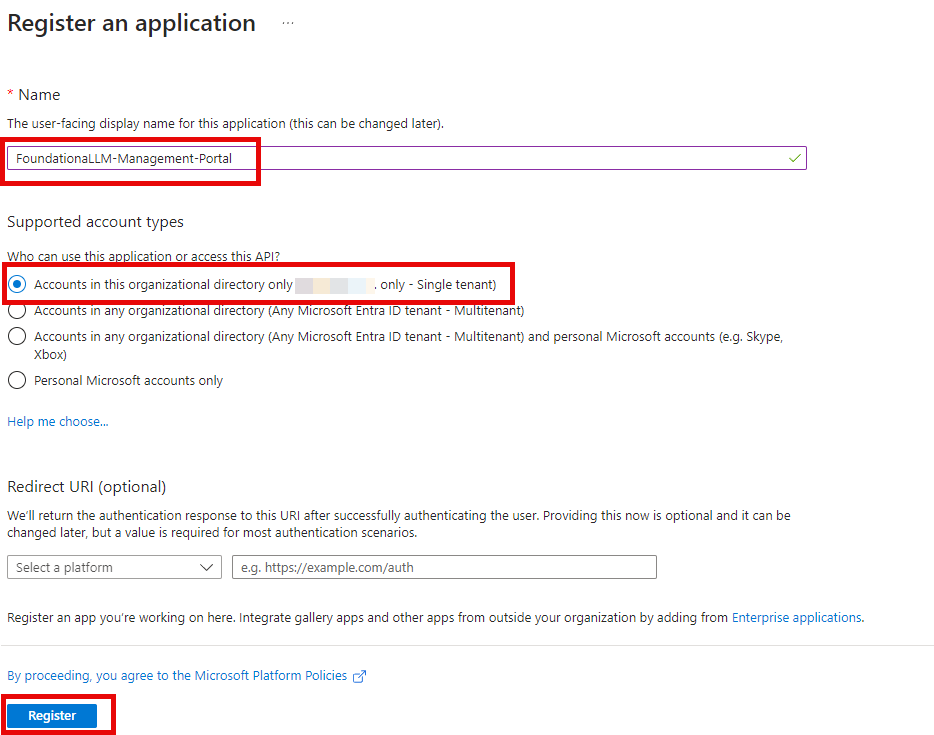 Register an application ...
* Name
The user-facing display name for this application (this can be changed later).
FoundationaLLM-Management-Portal
Supported account types
Who can use this application or access this API?
Accounts in this organizational directory only . only - Single tenant)
Accounts in any organizational directory (Any Microsoft Entra ID tenant - Multitenant)
Accounts in any organizational directory (Any Microsoft Entra ID tenant - Multitenant) and personal Microsoft accounts (e.g. Skype,
Xbox)
Personal Microsoft accounts only
Help me choose...
Redirect URI (optional)
We'll return the authentication response to this URI after successfully authenticating the user. Providing this now is optional and it can be
changed later, but a value is required for most authentication scenarios.
Select a platform e.g. https://example.com/auth
Register an app you're working on here. Integrate gallery apps and other apps from outside your organization by adding from Enterprise applications.
By proceeding, you agree to the Microsoft Platform Policies
Register